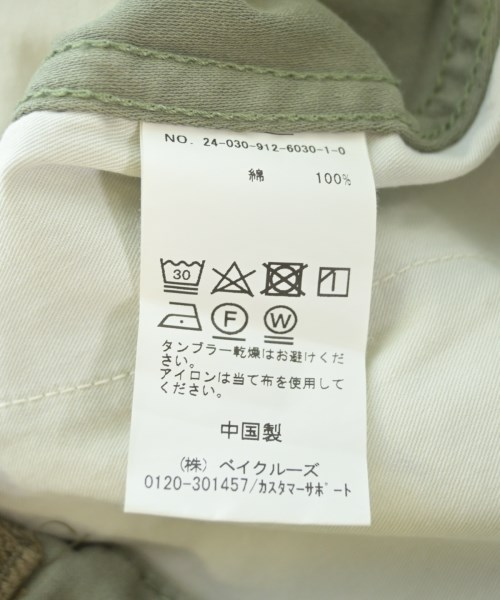 NO. 24-030-912-6030-1-0
綿 100%
30
F W
タンブラー乾燥はお避けくだ
さい。
アイロンは当て布を使用して
ください。
中国製
(株) ベイクルーズ
0120-301457/カスタマーサポート